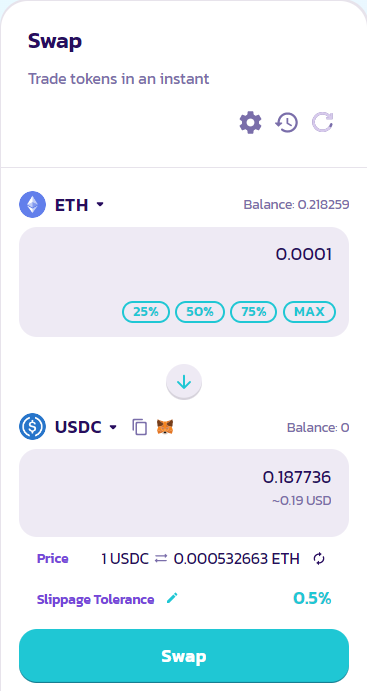 Swap
Trade tokens in an instant
ETH Balance: 0.218259
0.0001
25% 50% 75% MAX
USDC Balance: 0
0.187736
~0.19 USD
Price 1 USDC ⇄ 0.000532663 ETH
Slippage Tolerance 0.5%
Swap